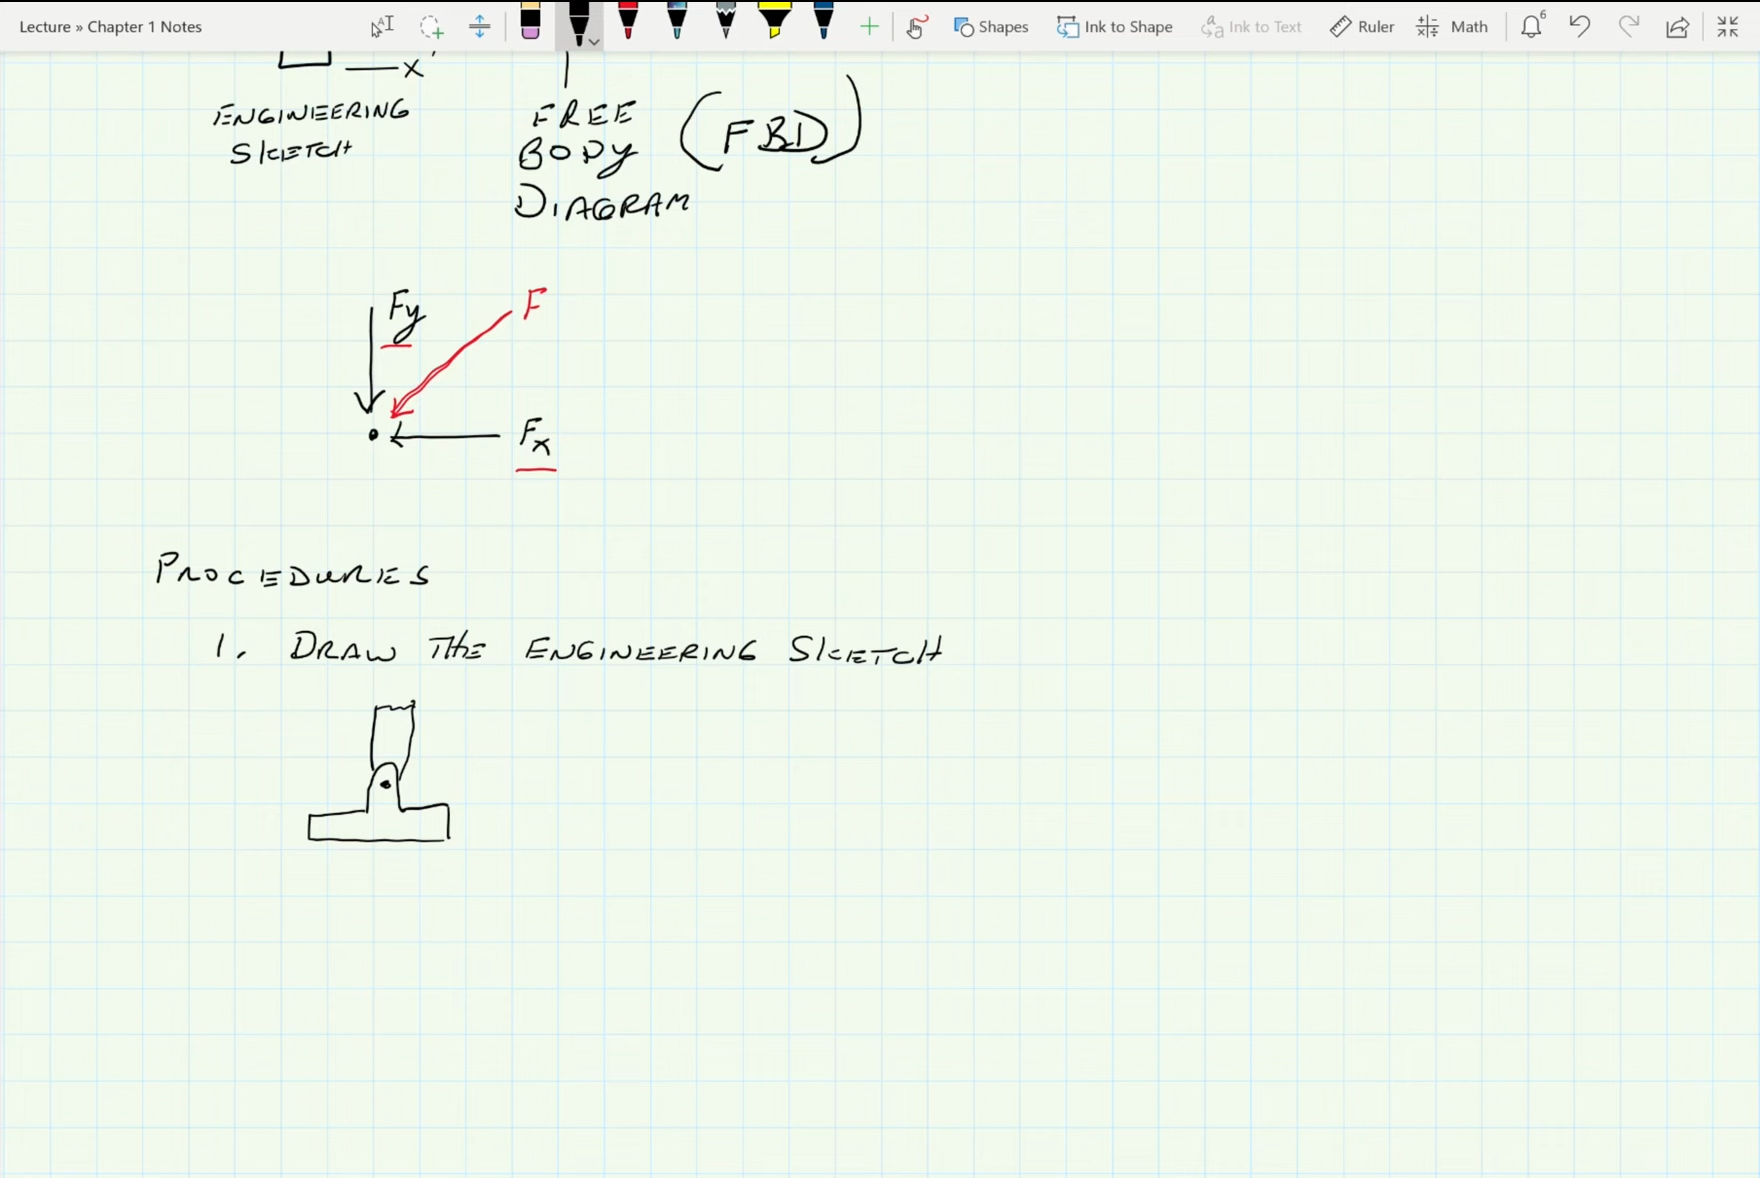 Lecture » Chapter 1 Notes
Shapes
Ink to Shape
Ink to Text
Ruler
Math
6
X
ENGINEERING
SKETCH
FREE
BODY
DIAGRAM
(FBD)
Fy
F
Fx
PROCEDURES
1. DRAW THE ENGINEERING SKETCH